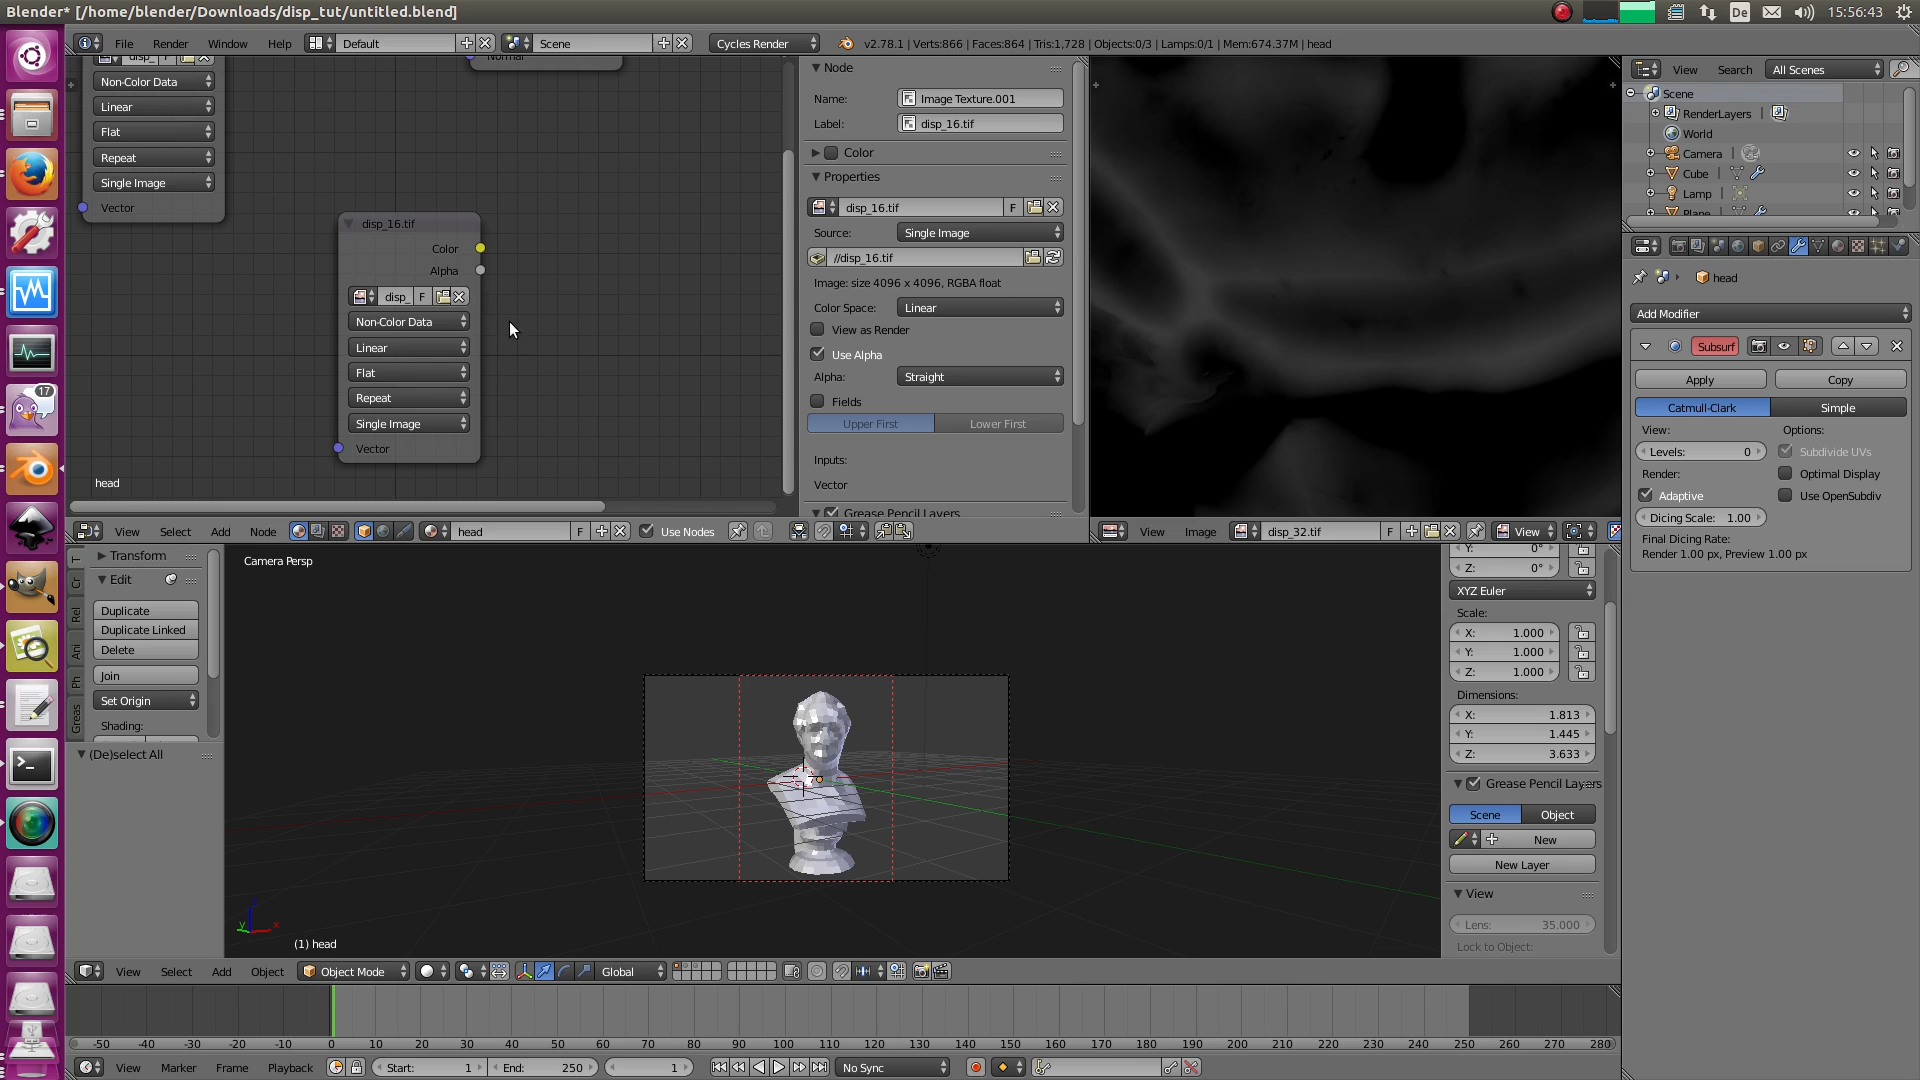 Blender* [/home/blender/Downloads/disp_tut/untitled.blend]
De
15:56:43
File Render Window Help
Default
Scene
Cycles Render
v2.78.1 | Verts:866 | Faces:864 | Tris:1,728 | Objects:0/3 | Lamps:0/1 | Mem:674.37M | head
Normal
disp_ F
Non-Color Data
Linear
Flat
Repeat
Single Image
Vector
disp_16.tif
Color
Alpha
disp_ F
Non-Color Data
Linear
Flat
Repeat
Single Image
Vector
head
View Select Add Node
head F
Use Nodes
Node
Name: Image Texture.001
Label: disp_16.tif
Color
Properties
disp_16.tif F
Source: Single Image
//disp_16.tif
Image: size 4096 x 4096, RGBA float
Color Space: Linear
View as Render
Use Alpha
Alpha: Straight
Fields
Upper First Lower First
Inputs:
Vector
Grease Pencil Layers
View Image
disp_32.tif F
View
View Search All Scenes
Scene
RenderLayers
World
Camera
Cube
Lamp
Plane
head
Add Modifier
Subsurf
Apply Copy
Catmull-Clark Simple
View: Options:
Levels: 0 Subdivide UVs
Render: Optimal Display
Adaptive Use OpenSubdiv
Dicing Scale: 1.00
Final Dicing Rate:
Render 1.00 px, Preview 1.00 px
T
Cr
Rel
Ani
Ph
Greas
Transform
Edit
Duplicate
Duplicate Linked
Delete
Join
Set Origin
Shading:
(De)select All
Camera Persp
(1) head
z
y
x
Y: 0°
Z: 0°
XYZ Euler
Scale:
X: 1.000
Y: 1.000
Z: 1.000
Dimensions:
X: 1.813
Y: 1.445
Z: 3.633
Grease Pencil Layers
Scene Object
New
New Layer
View
Lens: 35.000
Lock to Object:
View Select Add Object
Object Mode
Global
-50 -40 -30 -20 -10 0 10 20 30 40 50 60 70 80 90 100 110 120 130 140 150 160 170 180 190 200 210 220 230 240 250 260 270 280
View Marker Frame Playback
Start: 1
End: 250
1
No Sync
17